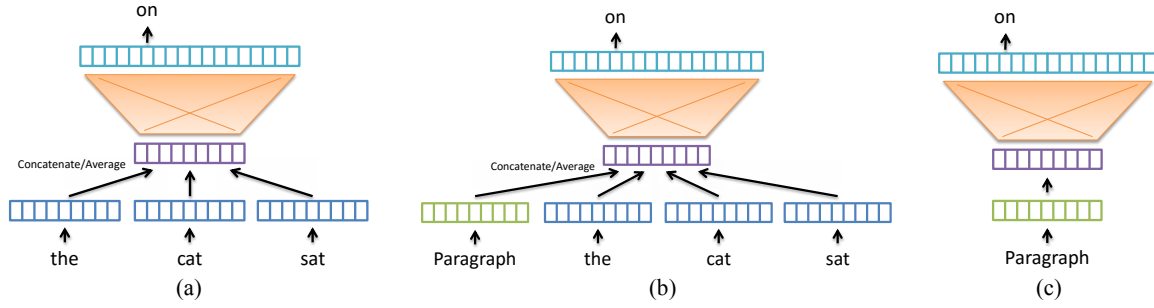 on
Concatenate/Average
the cat sat
(a)
on
Concatenate/Average
Paragraph the cat sat
(b)
on
Paragraph
(c)